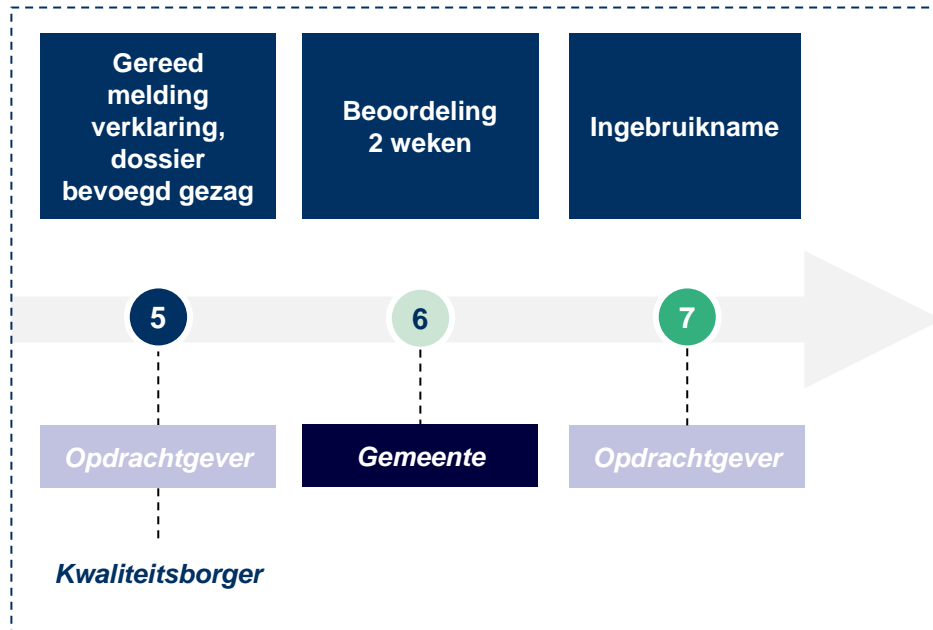 Gereed
melding
verklaring,
dossier
bevoegd gezag
Beoordeling
2 weken
Ingebruikname
5
6
7
Opdrachtgever
Gemeente
Opdrachtgever
Kwaliteitsborger